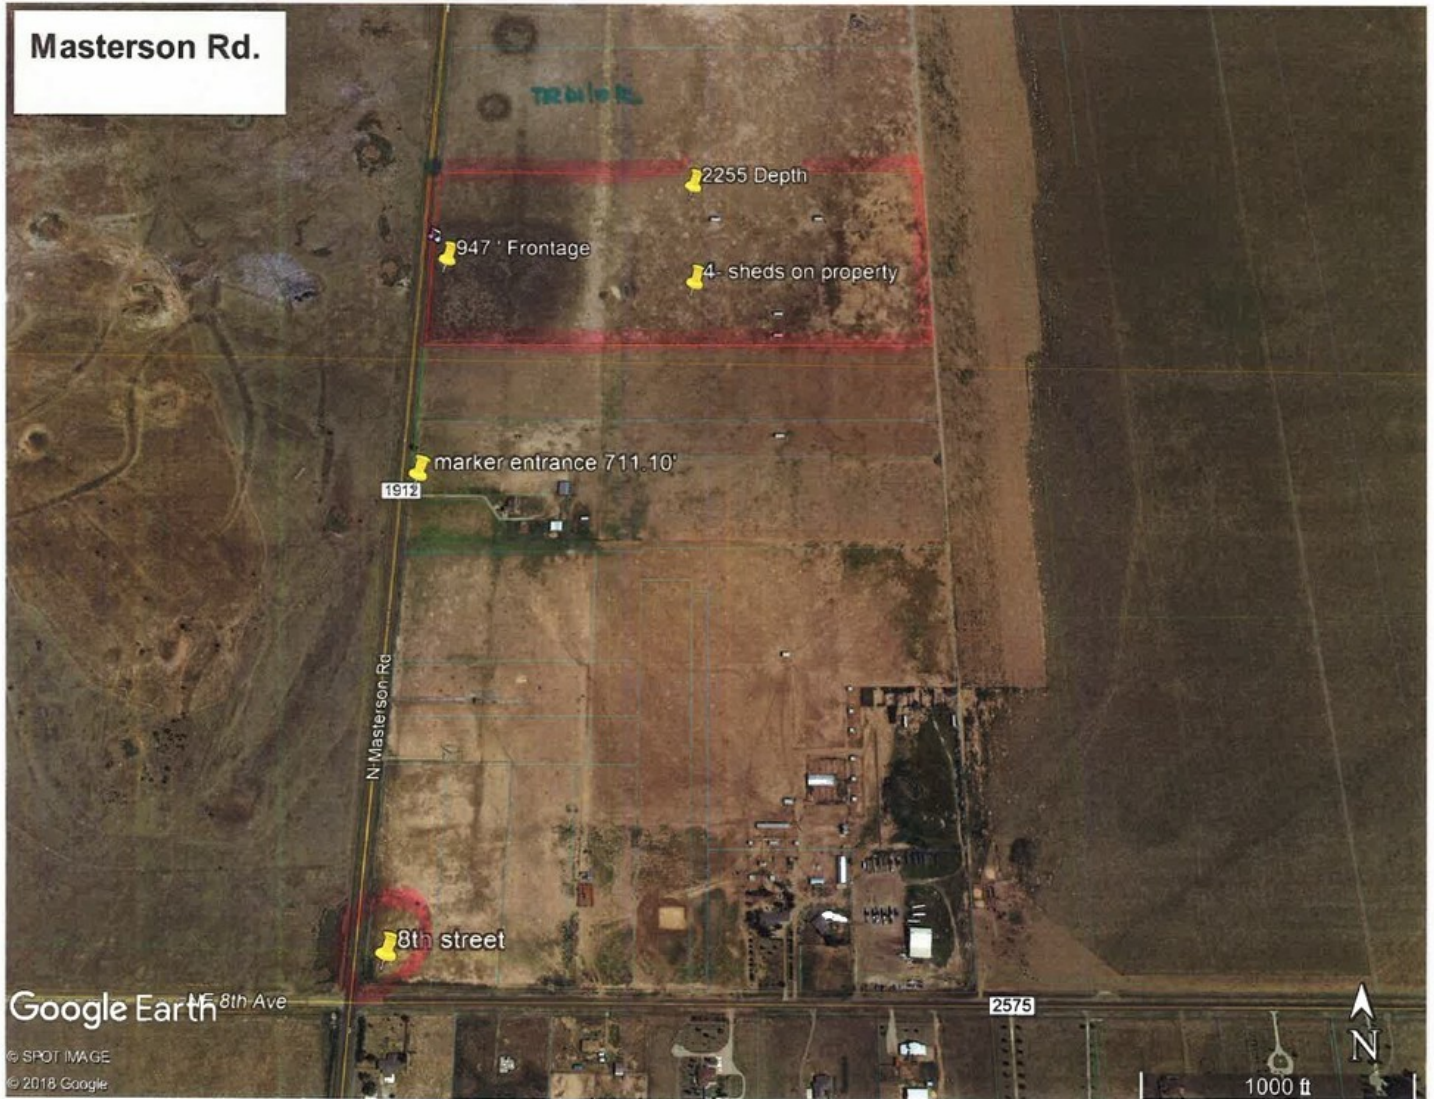 Masterson Rd.
2255 Depth
947 ' Frontage
4- sheds on property
marker entrance 711.10'
1912
N Masterson Rd
8th street
Google Earth
NE 8th Ave
2575
N
© SPOT IMAGE
© 2018 Google
1000 ft